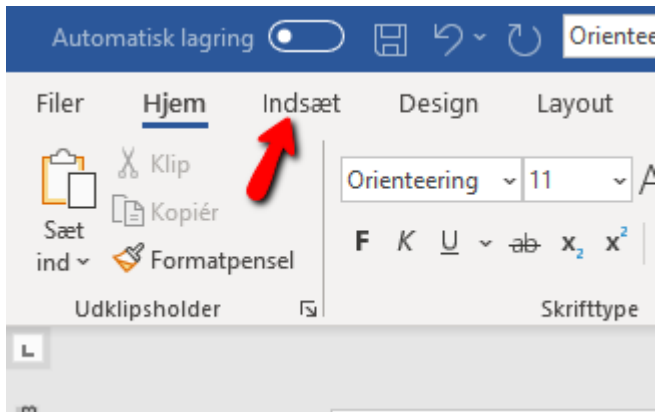 Automatisk lagring
Orientee
Filer Hjem Indsæt Design Layout
Sæt ind
Klip
Kopiér
Formatpensel
Udklipsholder
Orienteering 11 A
F K U ab x₂ x²
Skrifttype